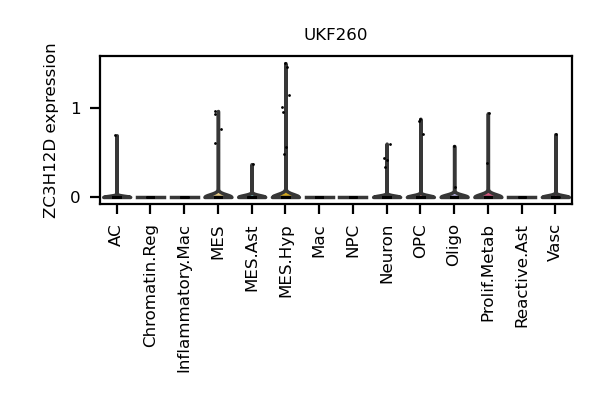 UKF260
ZC3H12D expression
1
0
AC
Chromatin.Reg
Inflammatory.Mac
MES
MES.Ast
MES.Hyp
Mac
NPC
Neuron
OPC
Oligo
Prolif.Metab
Reactive.Ast
Vasc